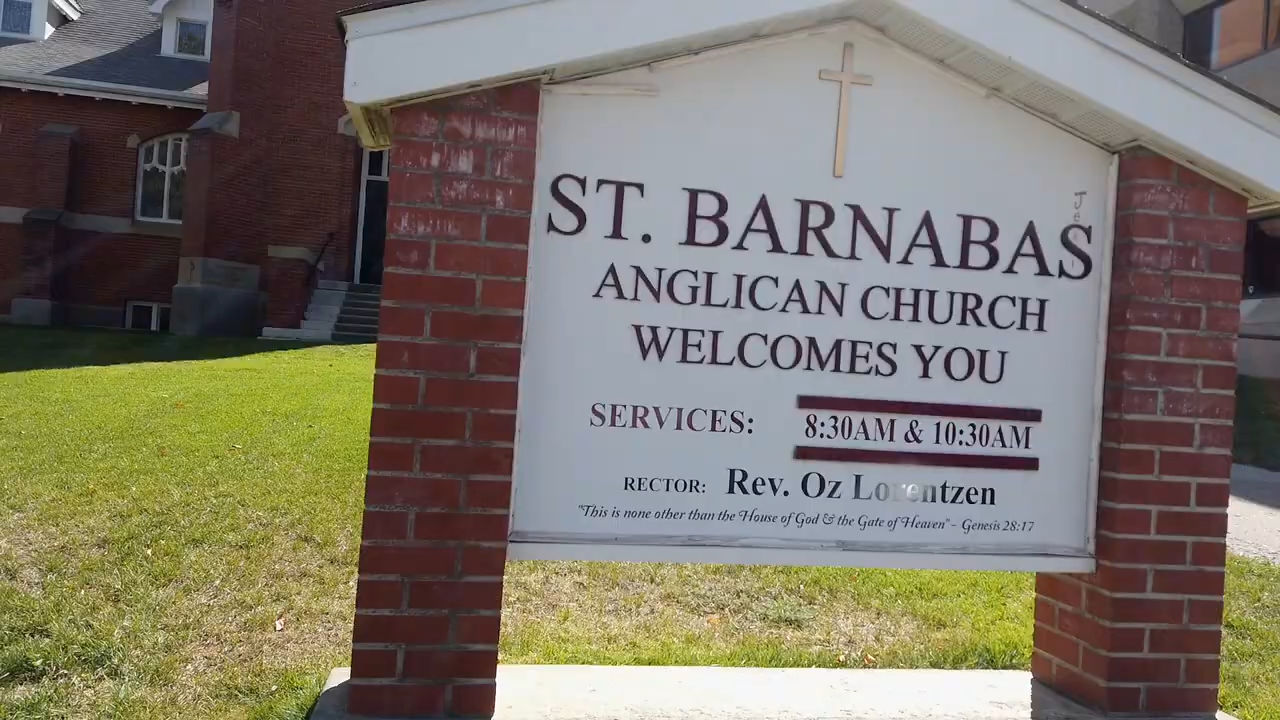 ST. BARNABAS
ANGLICAN CHURCH
WELCOMES YOU
SERVICES: 8:30AM & 10:30AM
RECTOR: Rev. Oz Lorentzen
"This is none other than the House of God & the Gate of Heaven" - Genesis 28:17